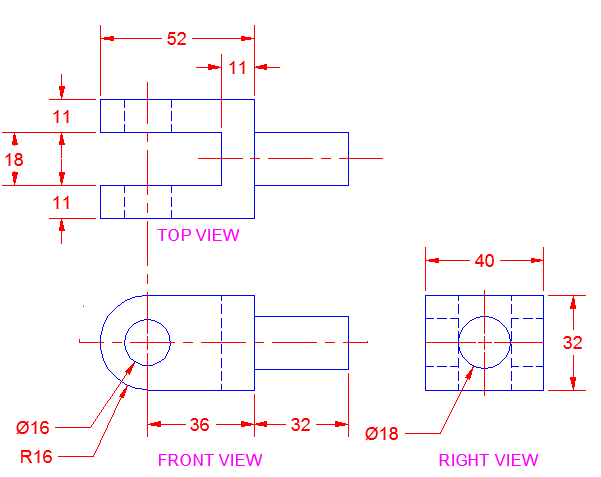 52
11
11
18
11
TOP VIEW
40
32
Ø16
R16
36
32
Ø18
FRONT VIEW
RIGHT VIEW